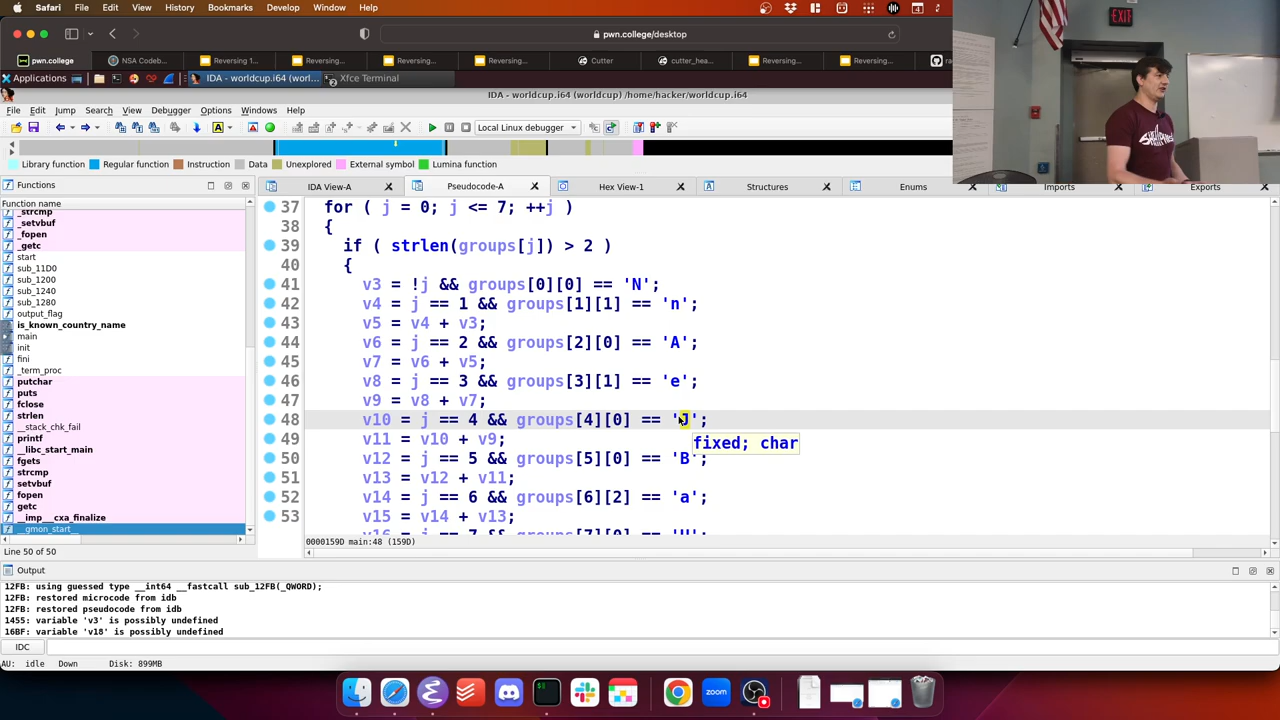 Safari File Edit View History Bookmarks Develop Window Help
pwn.college/desktop
pwn.college NSA Codeb... Reversing 1... Reversing... Reversing... Reversing... Cutter cutter_hea... Reversing... Reversing...
Applications IDA - worldcup.i64 (worl... Xfce Terminal
IDA - worldcup.i64 (worldcup) /home/hacker/worldcup.i64
File Edit Jump Search View Debugger Options Windows Help
Local Linux debugger
Library function Regular function Instruction Data Unexplored External symbol Lumina function
Functions
IDA View-A Pseudocode-A Hex View-1 Structures Enums Imports Exports
Function name
_strcmp
_setvbuf
_fopen
_getc
start
sub_11D0
sub_1200
sub_1240
sub_1280
output_flag
is_known_country_name
main
init
fini
_term_proc
putchar
puts
fclose
strlen
__stack_chk_fail
printf
__libc_start_main
fgets
strcmp
setvbuf
fopen
getc
__imp___cxa_finalize
__gmon_start__
Line 50 of 50
37 for ( j = 0; j <= 7; ++j )
38 {
39 if ( strlen(groups[j]) > 2 )
40 {
41 v3 = !j && groups[0][0] == 'N';
42 v4 = j == 1 && groups[1][1] == 'n';
43 v5 = v4 + v3;
44 v6 = j == 2 && groups[2][0] == 'A';
45 v7 = v6 + v5;
46 v8 = j == 3 && groups[3][1] == 'e';
47 v9 = v8 + v7;
48 v10 = j == 4 && groups[4][0] == 'J';
fixed; char
49 v11 = v10 + v9;
50 v12 = j == 5 && groups[5][0] == 'B';
51 v13 = v12 + v11;
52 v14 = j == 6 && groups[6][2] == 'a';
53 v15 = v14 + v13;
0000159D main:48 (159D)
Output
12FB: using guessed type __int64 __fastcall sub_12FB(_QWORD);
12FB: restored microcode from idb
12FB: restored pseudocode from idb
1455: variable 'v3' is possibly undefined
16BF: variable 'v18' is possibly undefined
IDC
AU: idle Down Disk: 899MB
EXIT
zoom